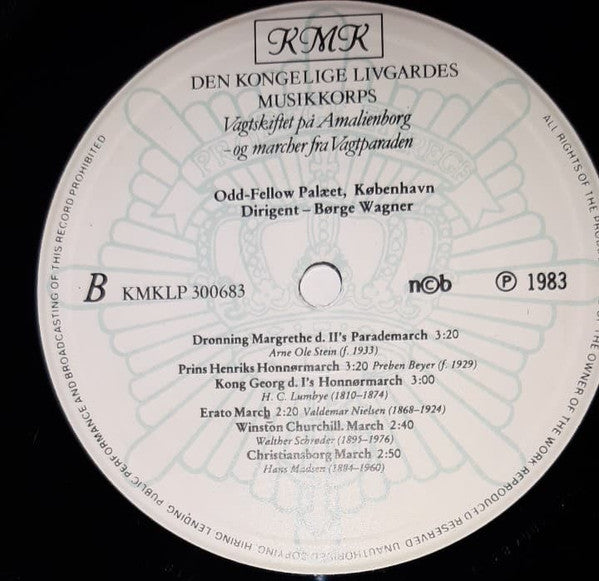 KMK
DEN KONGELIGE LIVGARDES
MUSIKKORPS
Vagtskiftet på Amalienborg
-og marcher fra Vagtparaden
Odd-Fellow Palæet, København
Dirigent – Børge Wagner
B KMKLP 300683
n©b
Ⓟ 1983
Dronning Margrethe d. II's Parademarch 3:20
Arne Ole Stein (f. 1933)
Prins Henriks Honnørmarch 3:20 Preben Beyer (f. 1929)
Kong Georg d. I's Honnørmarch 3:00
H. C. Lumbye (1810–1874)
Erato March 2:20 Valdemar Nielsen (1868–1924)
Winston Churchill. March 2:40
Walther Schrøder (1895–1976)
Christiansborg March 2:50
Hans Madsen (1894–1960)
ALL RIGHTS OF THE OF THE OWNER OF THE WORK REPRODUCED RESERVED UNAUTHORISED COPYING HIRING LENDING PUBLIC PERFORMANCE AND BROADCASTING OF THIS RECORD PROHIBITED